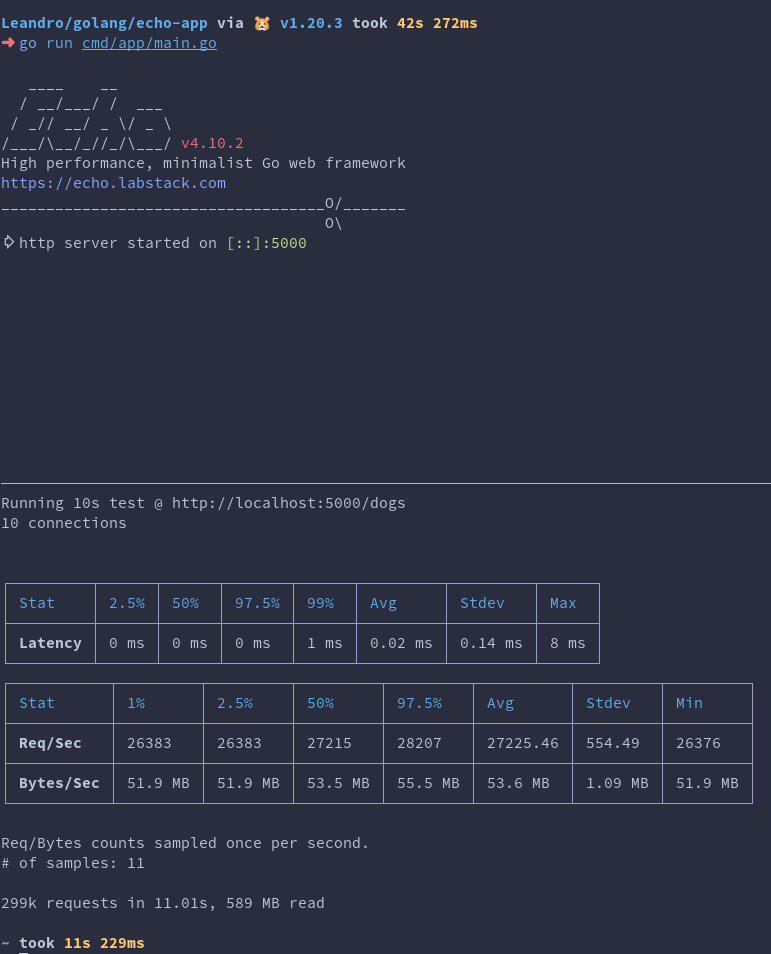 Leandro/golang/echo-app via 🐹 v1.20.3 took 42s 272ms
➜ go run cmd/app/main.go
   ____    __
  / __/___/ /  ___
 / _// __/ _ \/ _ \
/___/\__/_//_/\___/ v4.10.2
High performance, minimalist Go web framework
https://echo.labstack.com
____________________________________O/_______
                                    O\
⇨ http server started on [::]:5000
Running 10s test @ http://localhost:5000/dogs
10 connections
Stat 2.5% 50% 97.5% 99% Avg Stdev Max
Latency 0 ms 0 ms 0 ms 1 ms 0.02 ms 0.14 ms 8 ms
Stat 1% 2.5% 50% 97.5% Avg Stdev Min
Req/Sec 26383 26383 27215 28207 27225.46 554.49 26376
Bytes/Sec 51.9 MB 51.9 MB 53.5 MB 55.5 MB 53.6 MB 1.09 MB 51.9 MB
Req/Bytes counts sampled once per second.
# of samples: 11
299k requests in 11.01s, 589 MB read
~ took 11s 229ms